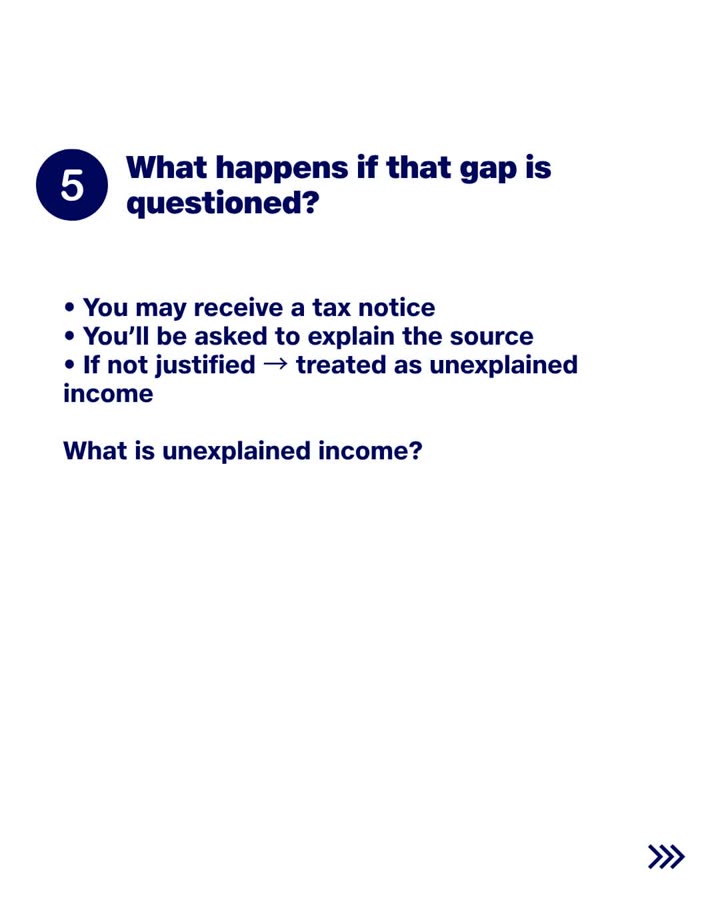 5
What happens if that gap is
questioned?
• You may receive a tax notice
• You’ll be asked to explain the source
• If not justified → treated as unexplained
income
What is unexplained income?